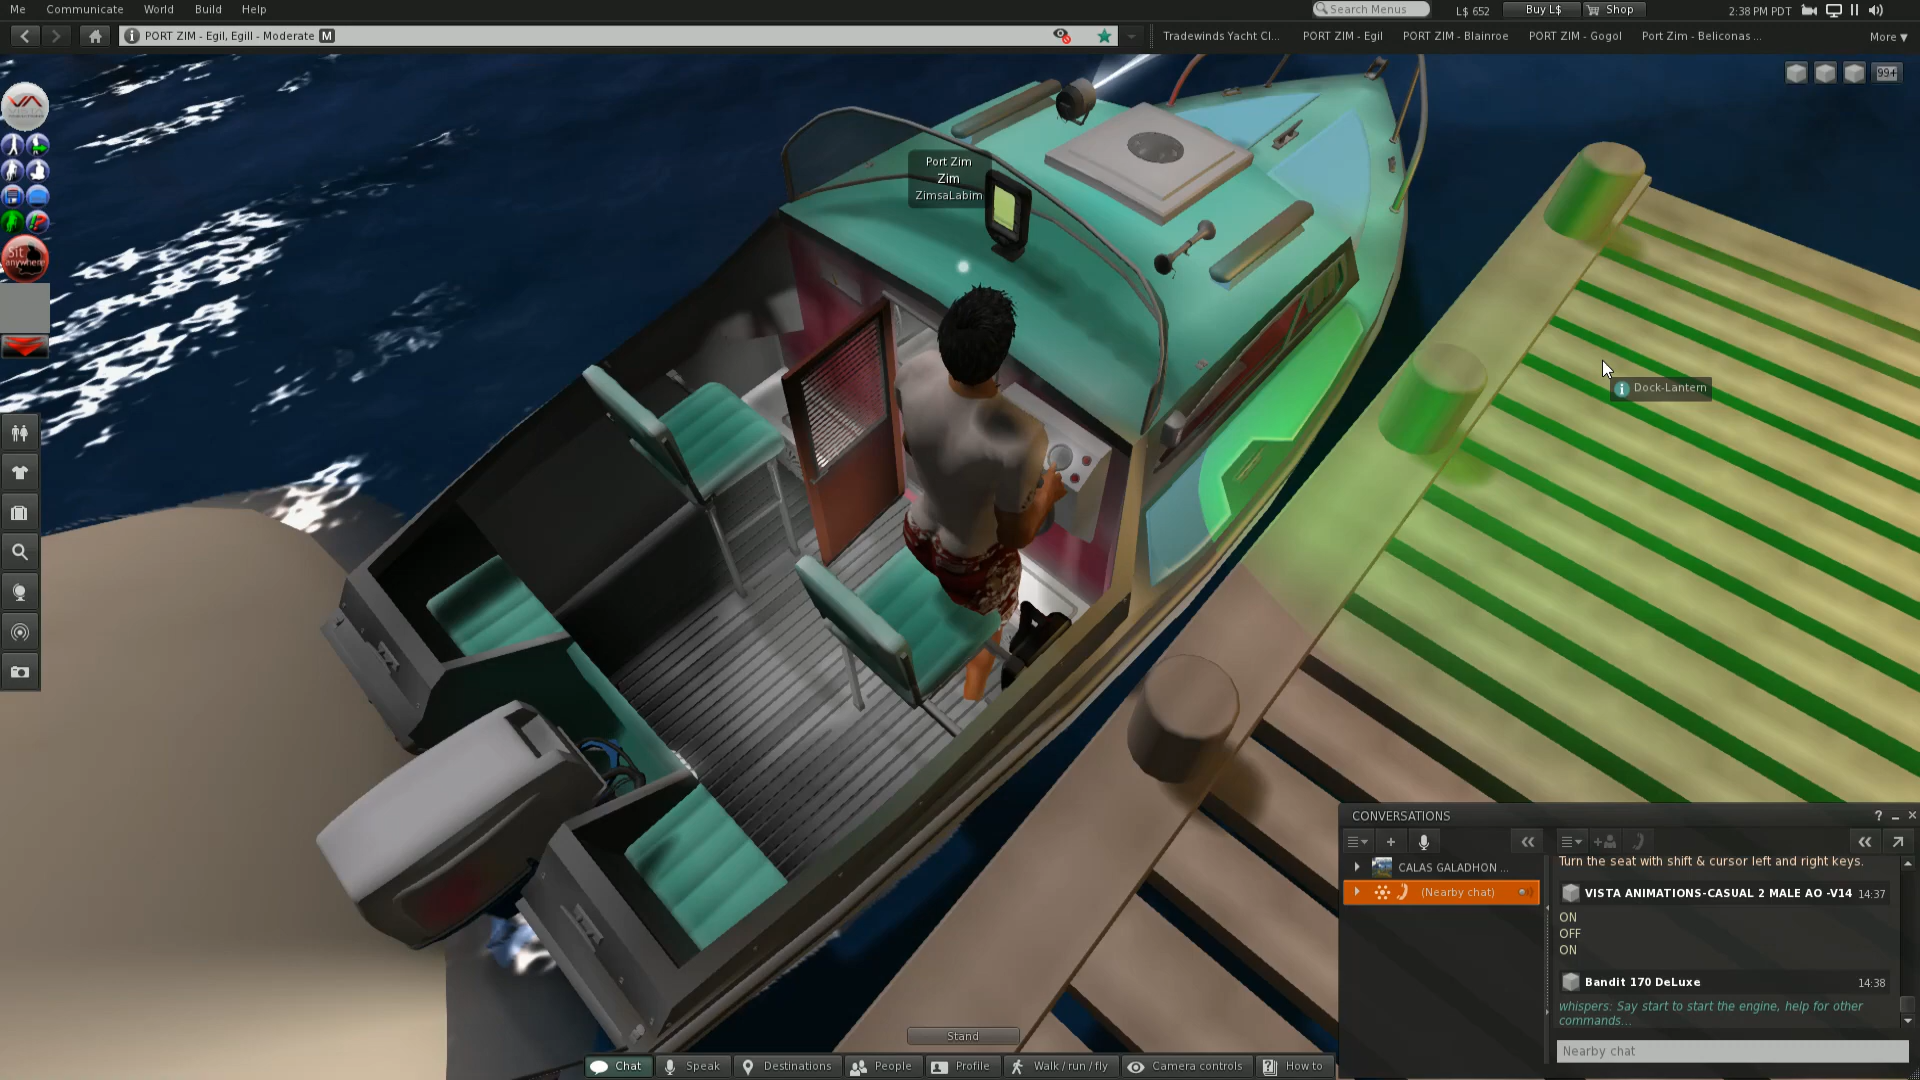 Me Communicate World Build Help
Search Menus L$ 652 Buy L$ Shop 2:38 PM PDT
PORT ZIM - Egil, Egill - Moderate M
Tradewinds Yacht Cl... PORT ZIM - Egil PORT ZIM - Blainroe PORT ZIM - Gogol Port Zim - Beliconas ... More
99+
Port Zim
Zim
ZimsaLabim
Sit
anywhere
Dock-Lantern
CONVERSATIONS
CALAS GALADHON ...
(Nearby chat)
Turn the seat with shift & cursor left and right keys.
VISTA ANIMATIONS-CASUAL 2 MALE AO -V14 14:37
ON
OFF
ON
Bandit 170 DeLuxe 14:38
whispers: Say start to start the engine, help for other
commands...
Nearby chat
Stand
Chat Speak Destinations People Profile Walk / run / fly Camera controls How to